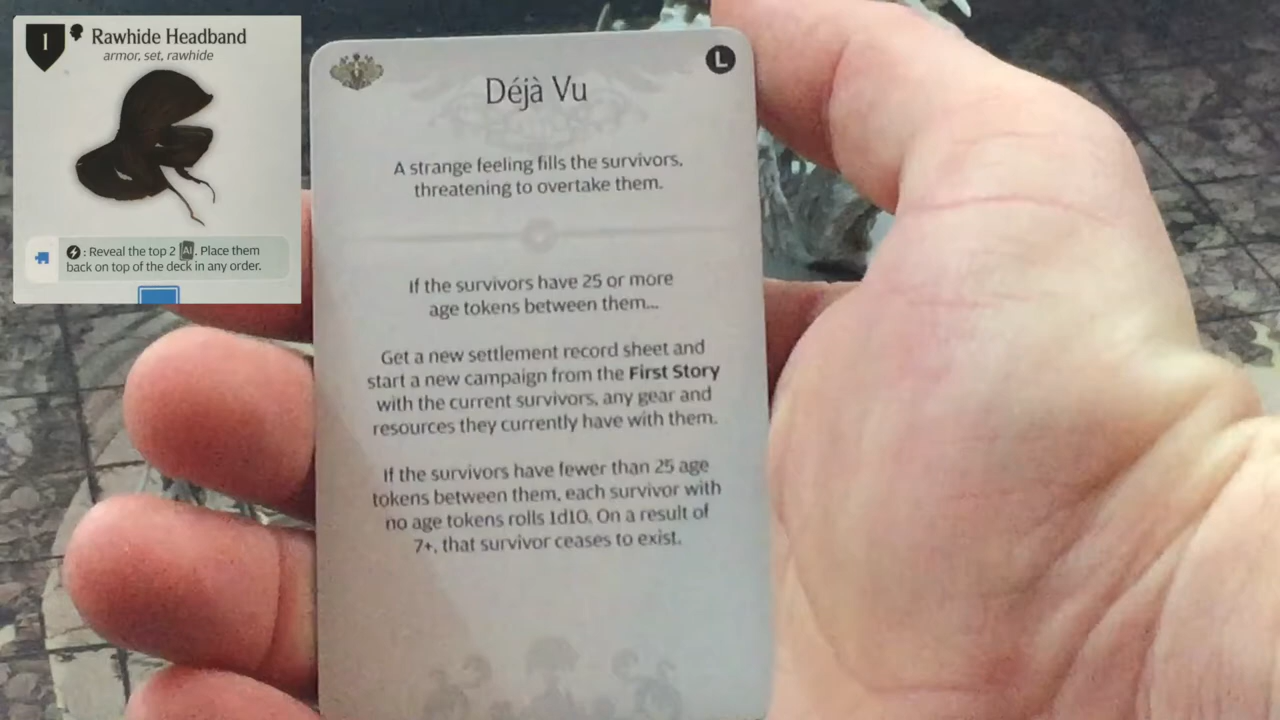 1
Rawhide Headband
armor, set, rawhide
: Reveal the top 2 AI. Place them
back on top of the deck in any order.
L
Déjà Vu
A strange feeling fills the survivors,
threatening to overtake them.
If the survivors have 25 or more
age tokens between them...
Get a new settlement record sheet and
start a new campaign from the First Story
with the current survivors, any gear and
resources they currently have with them.
If the survivors have fewer than 25 age
tokens between them, each survivor with
no age tokens rolls 1d10. On a result of
7+, that survivor ceases to exist.